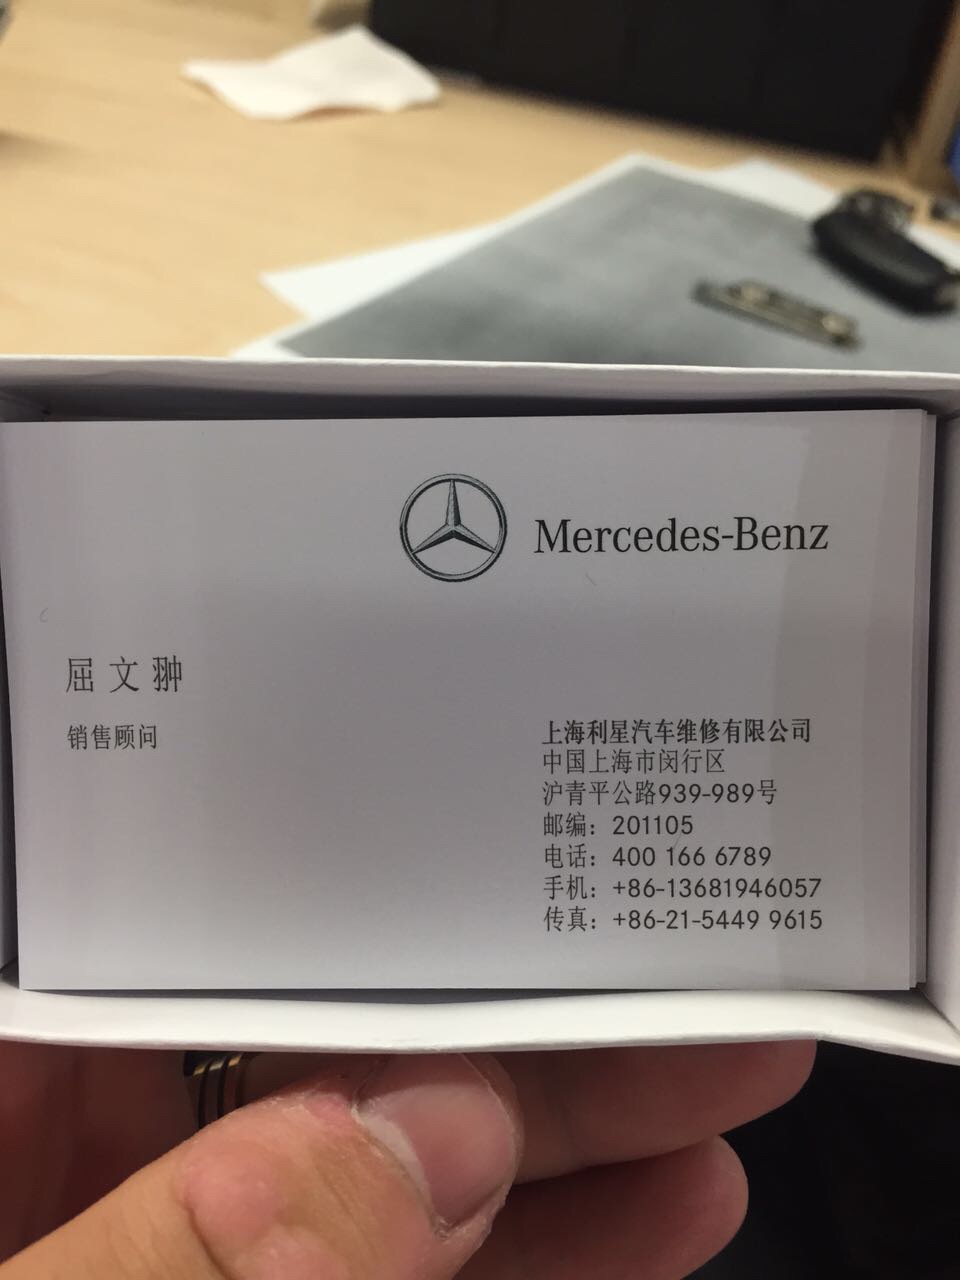 Mercedes-Benz
屈文翀
销售顾问
上海利星汽车维修有限公司
中国上海市闵行区
沪青平公路939-989号
邮编：201105
电话：400 166 6789
手机：+86-13681946057
传真：+86-21-5449 9615